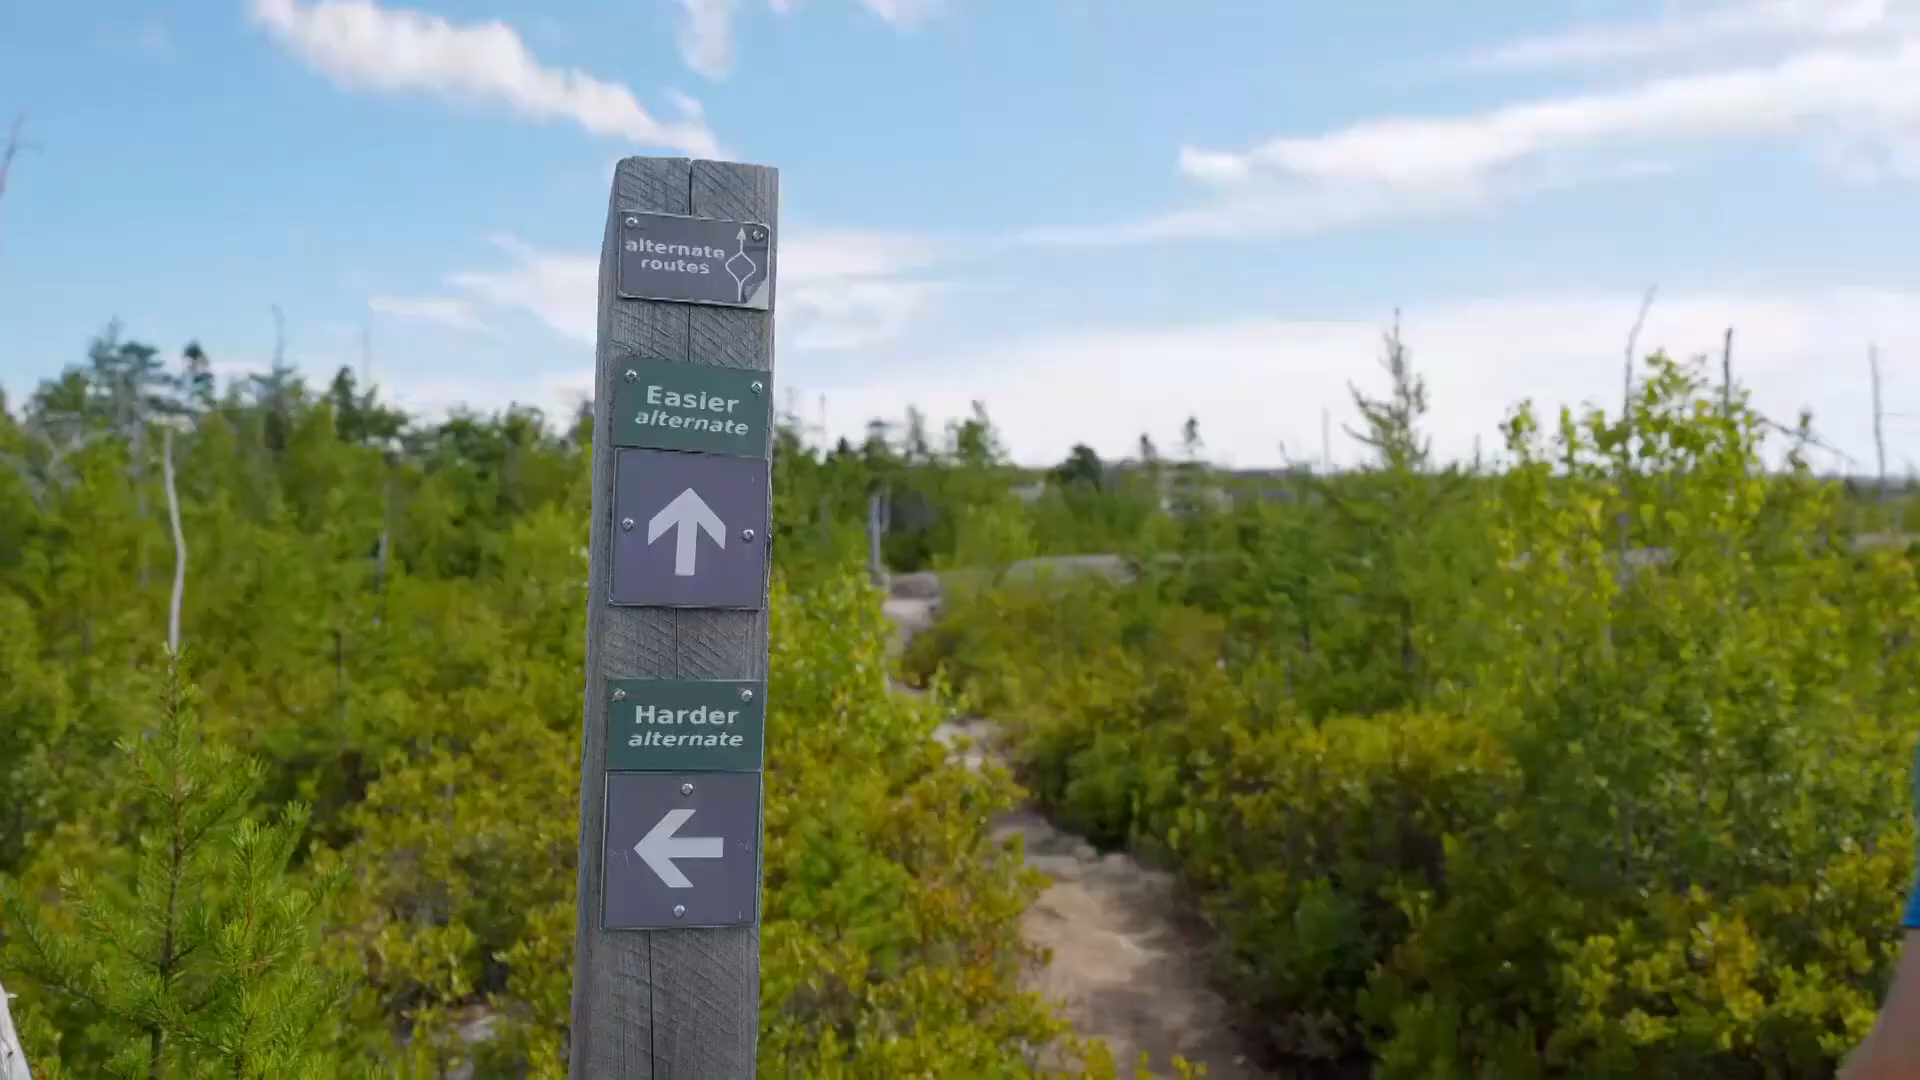 alternate
routes
Easier
alternate
Harder
alternate